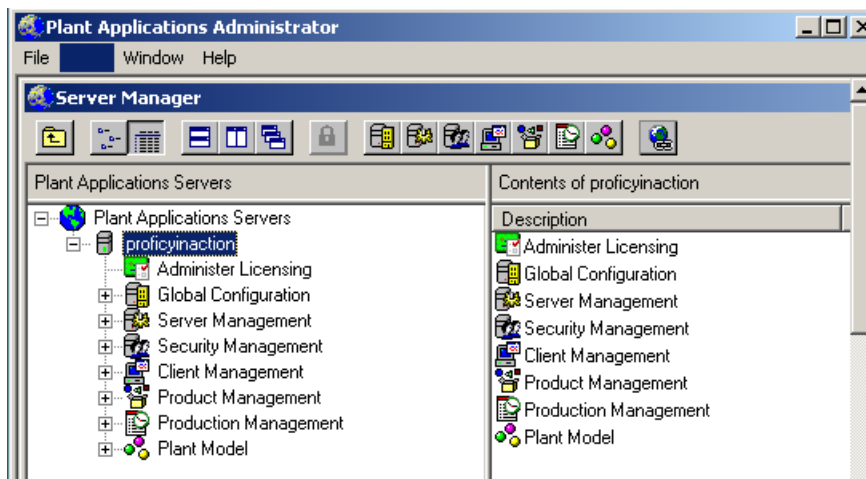 Plant Applications Administrator
File Window Help
Server Manager
Plant Applications Servers
Contents of proficyinaction
Plant Applications Servers
proficyinaction
Administer Licensing
Global Configuration
Server Management
Security Management
Client Management
Product Management
Production Management
Plant Model
Description
Administer Licensing
Global Configuration
Server Management
Security Management
Client Management
Product Management
Production Management
Plant Model